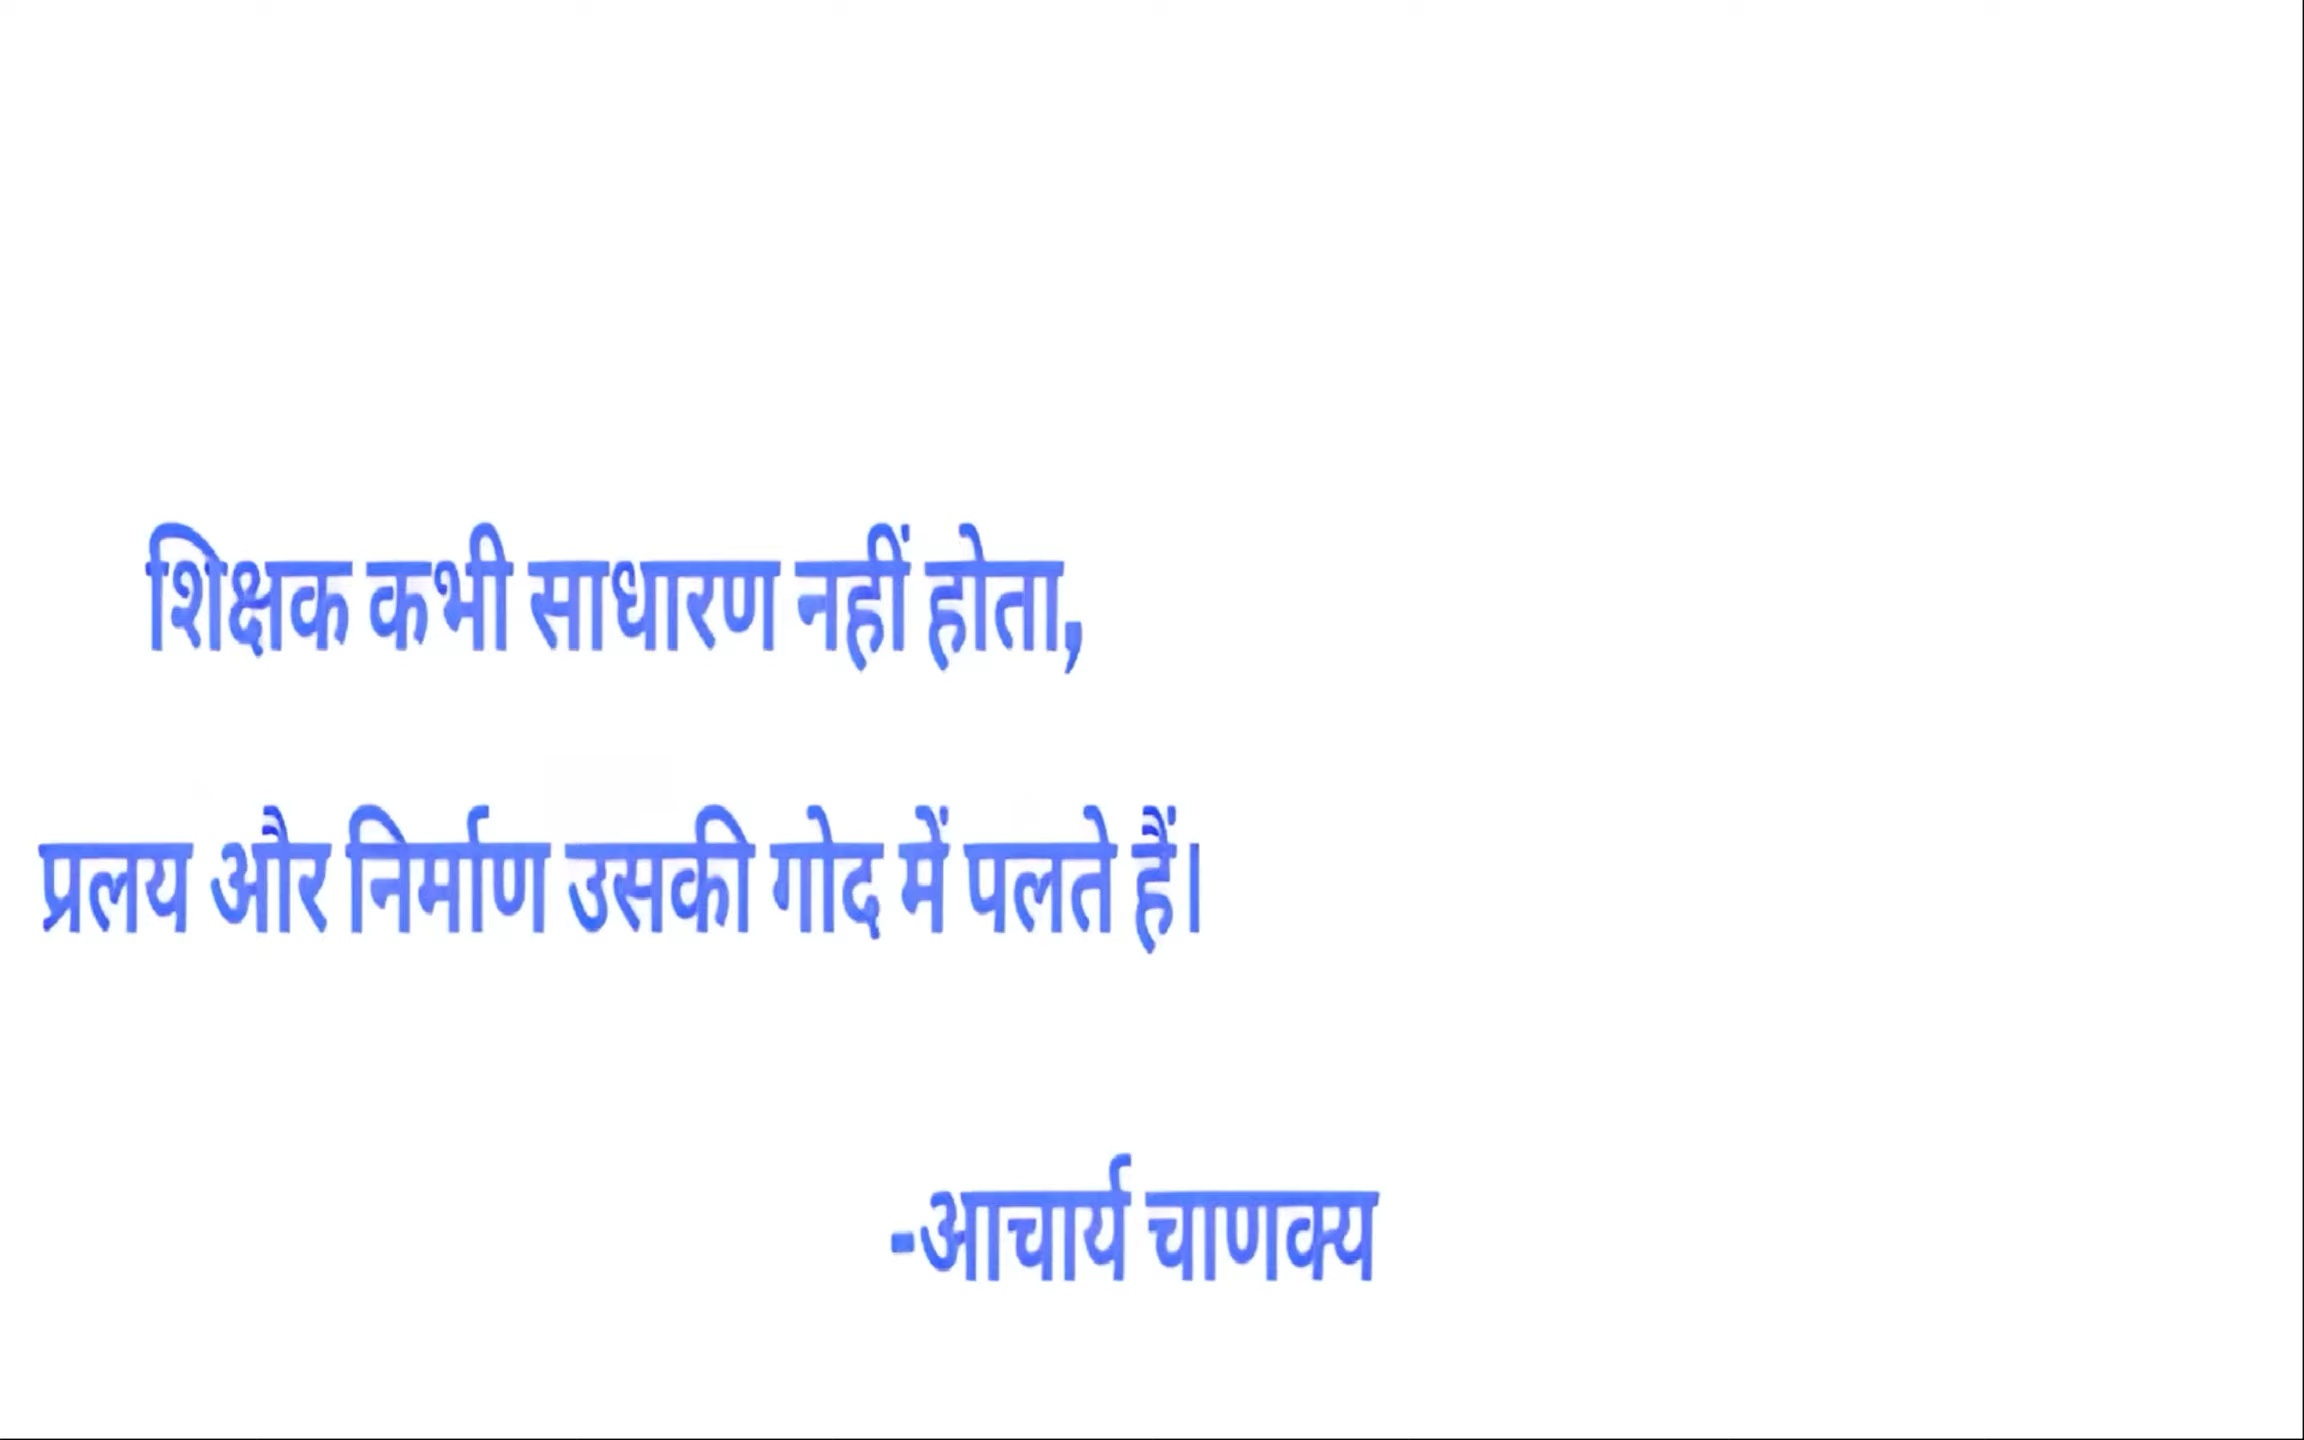 शिक्षक कभी साधारण नहीं होता,
प्रलय और निर्माण उसकी गोद में पलते हैं।
-आचार्य चाणक्य